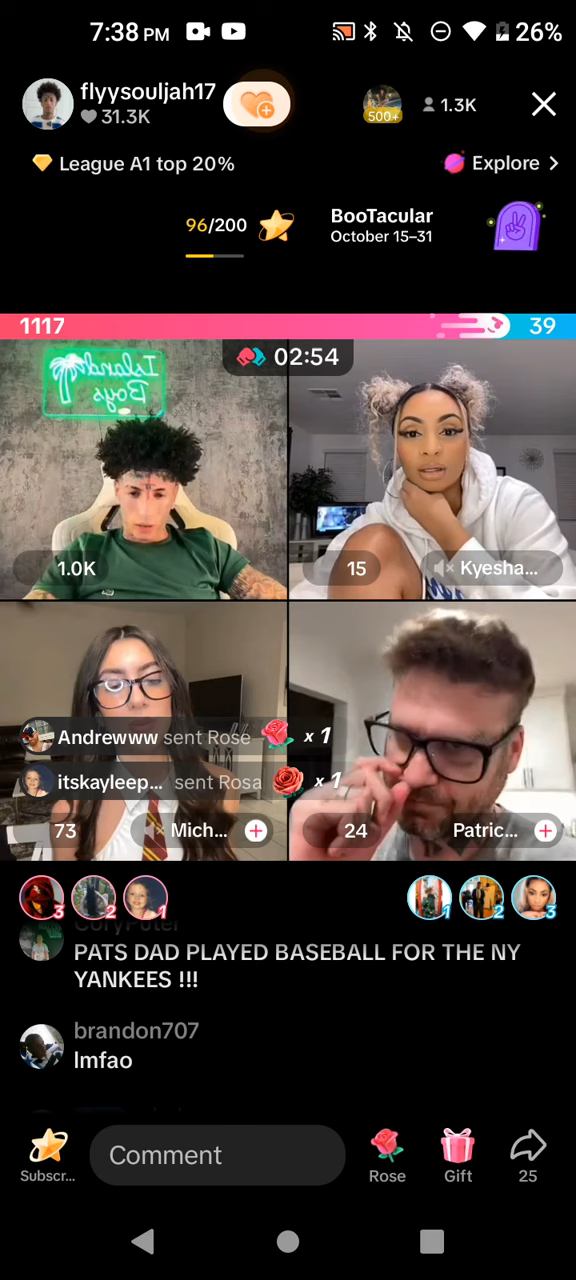 7:38 PM
26%
flyysouljah17
31.3K
500+
1.3K
League A1 top 20%
Explore >
96/200
BooTacular
October 15–31
1117
39
02:54
Island
Boys
1.0K
15
Kyesha...
Andrewww sent Rose x 1
itskayleep... sent Rosa x 1
73
Mich...
24
Patric...
3
2
1
1
2
3
CoryPuter
PATS DAD PLAYED BASEBALL FOR THE NY
YANKEES !!!
brandon707
lmfao
Subscr...
Comment
Rose
Gift
25